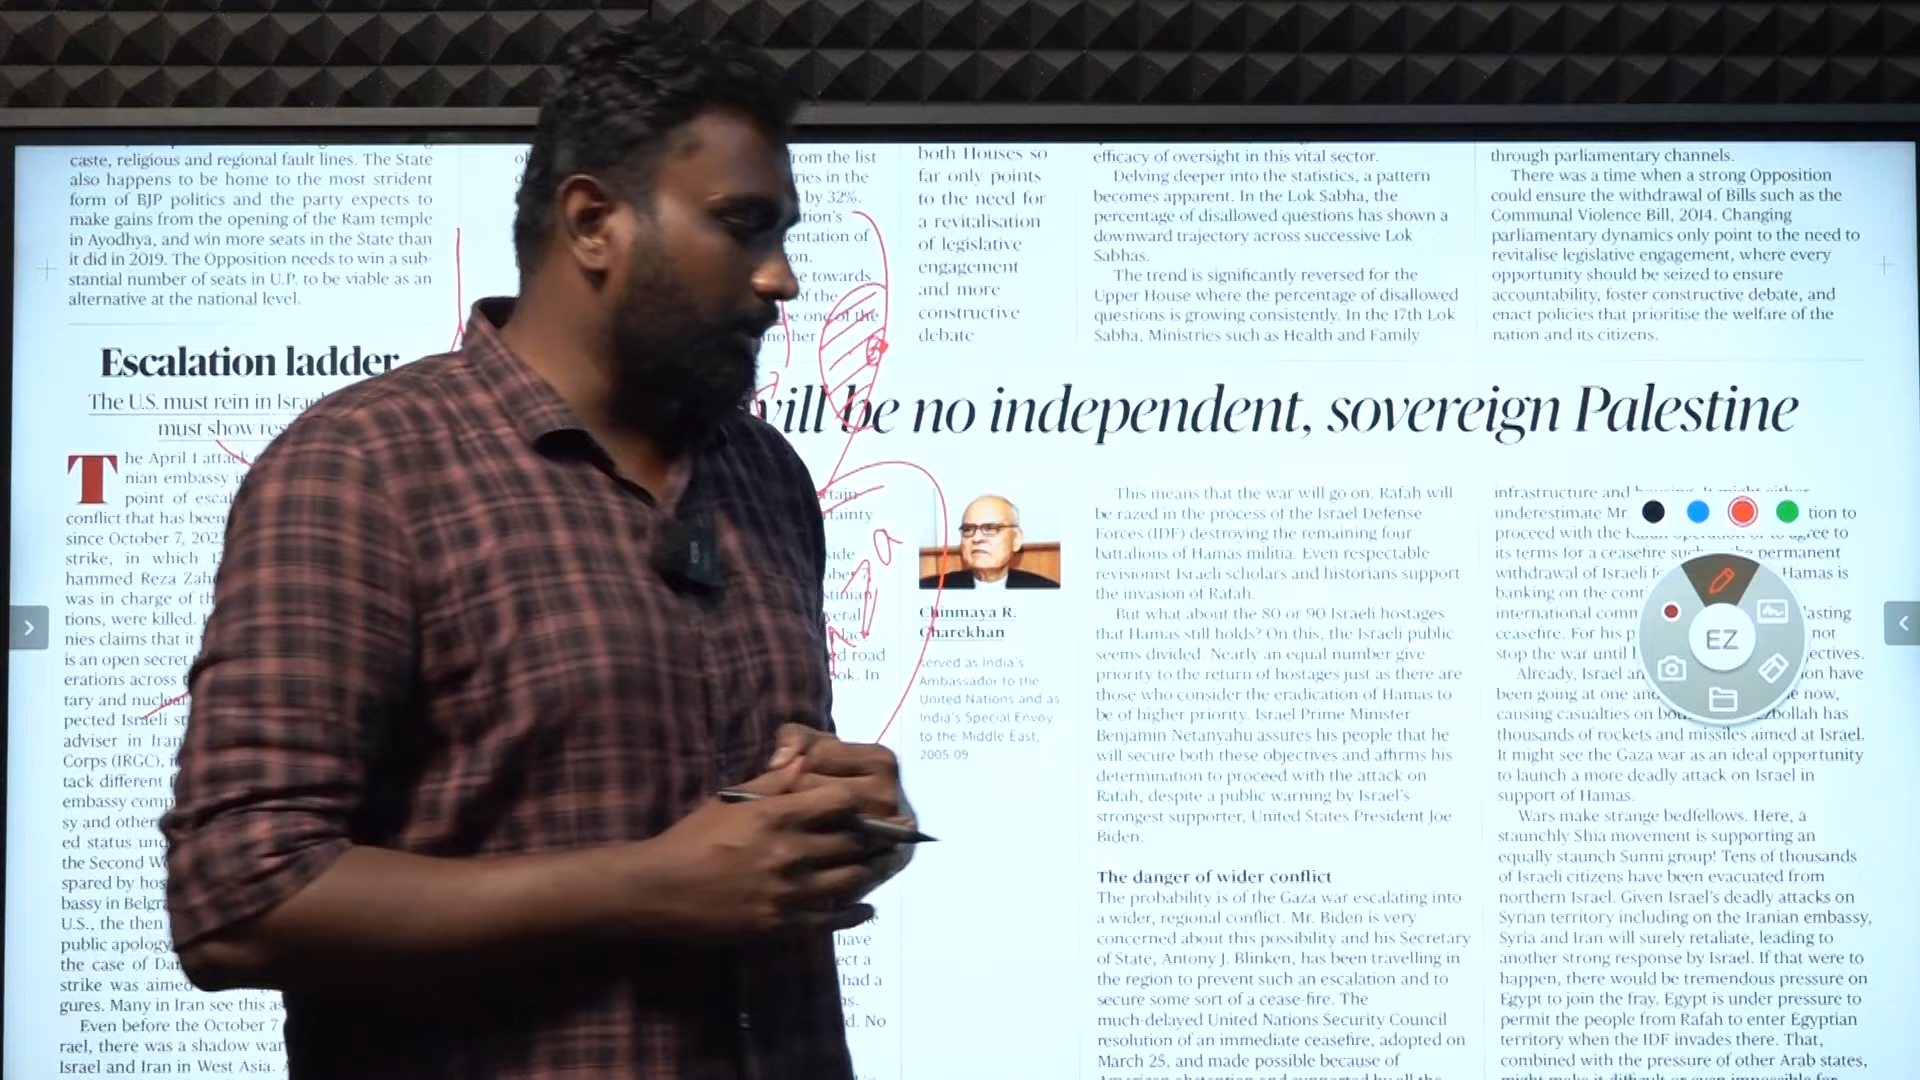 caste, religious and regional fault lines. The State
also happens to be home to the most strident
form of BJP politics and the party expects to
make gains from the opening of the Ram temple
in Ayodhya, and win more seats in the State than
it did in 2019. The Opposition needs to win a sub-
stantial number of seats in U.P. to be viable as an
alternative at the national level.
Escalation ladder
The U.S. must rein in
must show
The April 1 attack
nian embassy
point of
conflict that has been
since October 7,
strike, in which
hammed Reza
was in charge of
tions, were killed.
nies claims that it
is an open secret
erations across
tary and nuclear
pected Israeli
adviser in Iran
Corps (IRGC),
tack different
embassy
sy and other
ed status
the Second
spared by
bassy in
U.S., the then
public apology
the case of
strike was aimed
gures. Many in Iran see this as
Even before the October 7
rael, there was a shadow war
Israel and Iran in West Asia.
from the list
in the
by 32%.
of
towards
of the
be one of the
road
In
have
had a
No
both Houses so
far only points
to the need for
a revitalisation
of legislative
engagement
and more
constructive
debate
efficacy of oversight in this vital sector.
Delving deeper into the statistics, a pattern
becomes apparent. In the Lok Sabha, the
percentage of disallowed questions has shown a
downward trajectory across successive Lok
Sabhas.
The trend is significantly reversed for the
Upper House where the percentage of disallowed
questions is growing consistently. In the 17th Lok
Sabha, Ministries such as Health and Family
through parliamentary channels.
There was a time when a strong Opposition
could ensure the withdrawal of Bills such as the
Communal Violence Bill, 2014. Changing
parliamentary dynamics only point to the need to
revitalise legislative engagement, where every
opportunity should be seized to ensure
accountability, foster constructive debate, and
enact policies that prioritise the welfare of the
nation and its citizens.
will be no independent, sovereign Palestine
Chinmaya R.
Gharekhan
served as India's
Ambassador to the
United Nations and as
India's Special Envoy
to the Middle East,
2005-09
This means that the war will go on. Rafah will
be razed in the process of the Israel Defense
Forces (IDF) destroying the remaining four
battalions of Hamas militia. Even respectable
revisionist Israeli scholars and historians support
the invasion of Rafah.
But what about the 80 or 90 Israeli hostages
that Hamas still holds? On this, the Israeli public
seems divided. Nearly an equal number give
priority to the return of hostages just as there are
those who consider the eradication of Hamas to
be of higher priority. Israel Prime Minister
Benjamin Netanyahu assures his people that he
will secure both these objectives and affirms his
determination to proceed with the attack on
Rafah, despite a public warning by Israel's
strongest supporter, United States President Joe
Biden.
The danger of wider conflict
The probability is of the Gaza war escalating into
a wider, regional conflict. Mr. Biden is very
concerned about this possibility and his Secretary
of State, Antony J. Blinken, has been travelling in
the region to prevent such an escalation and to
secure some sort of a cease-fire. The
much-delayed United Nations Security Council
resolution of an immediate ceasefire, adopted on
March 25, and made possible because of
infrastructure and
underestimate Mr. tion to
proceed with the agree to
its terms for a ceasefire permanent
withdrawal of Israeli Hamas is
banking on the lasting
international
ceasefire. For his not
stop the war until
Already, Israel have
been going at one now,
causing casualties on
thousands of rockets and missiles aimed at Israel.
It might see the Gaza war as an ideal opportunity
to launch a more deadly attack on Israel in
support of Hamas.
Wars make strange bedfellows. Here, a
staunchly Shia movement is supporting an
equally staunch Sunni group! Tens of thousands
of Israeli citizens have been evacuated from
northern Israel. Given Israel's deadly attacks on
Syrian territory including on the Iranian embassy,
Syria and Iran will surely retaliate, leading to
another strong response by Israel. If that were to
happen, there would be tremendous pressure on
Egypt to join the fray. Egypt is under pressure to
permit the people from Rafah to enter Egyptian
territory when the IDF invades there. That,
combined with the pressure of other Arab states,
EZ